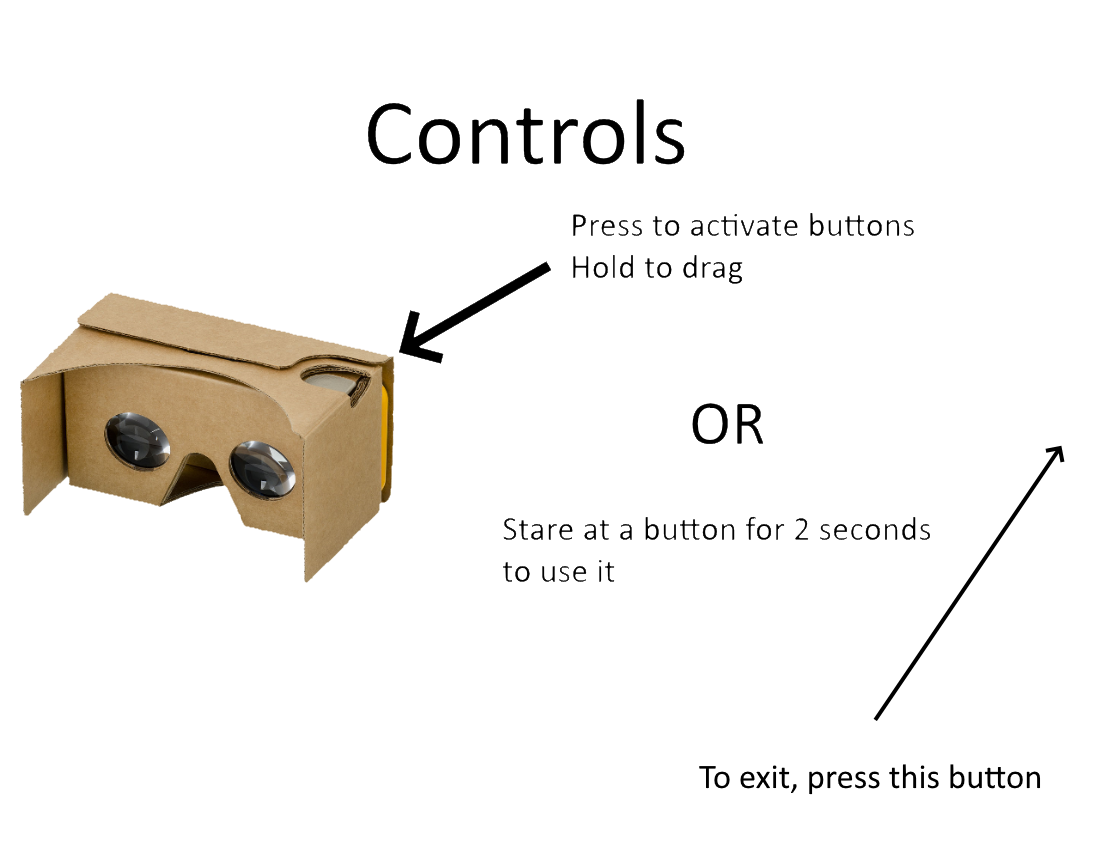 Controls
Press to activate buttons
Hold to drag
OR
Stare at a button for 2 seconds
to use it
To exit, press this button